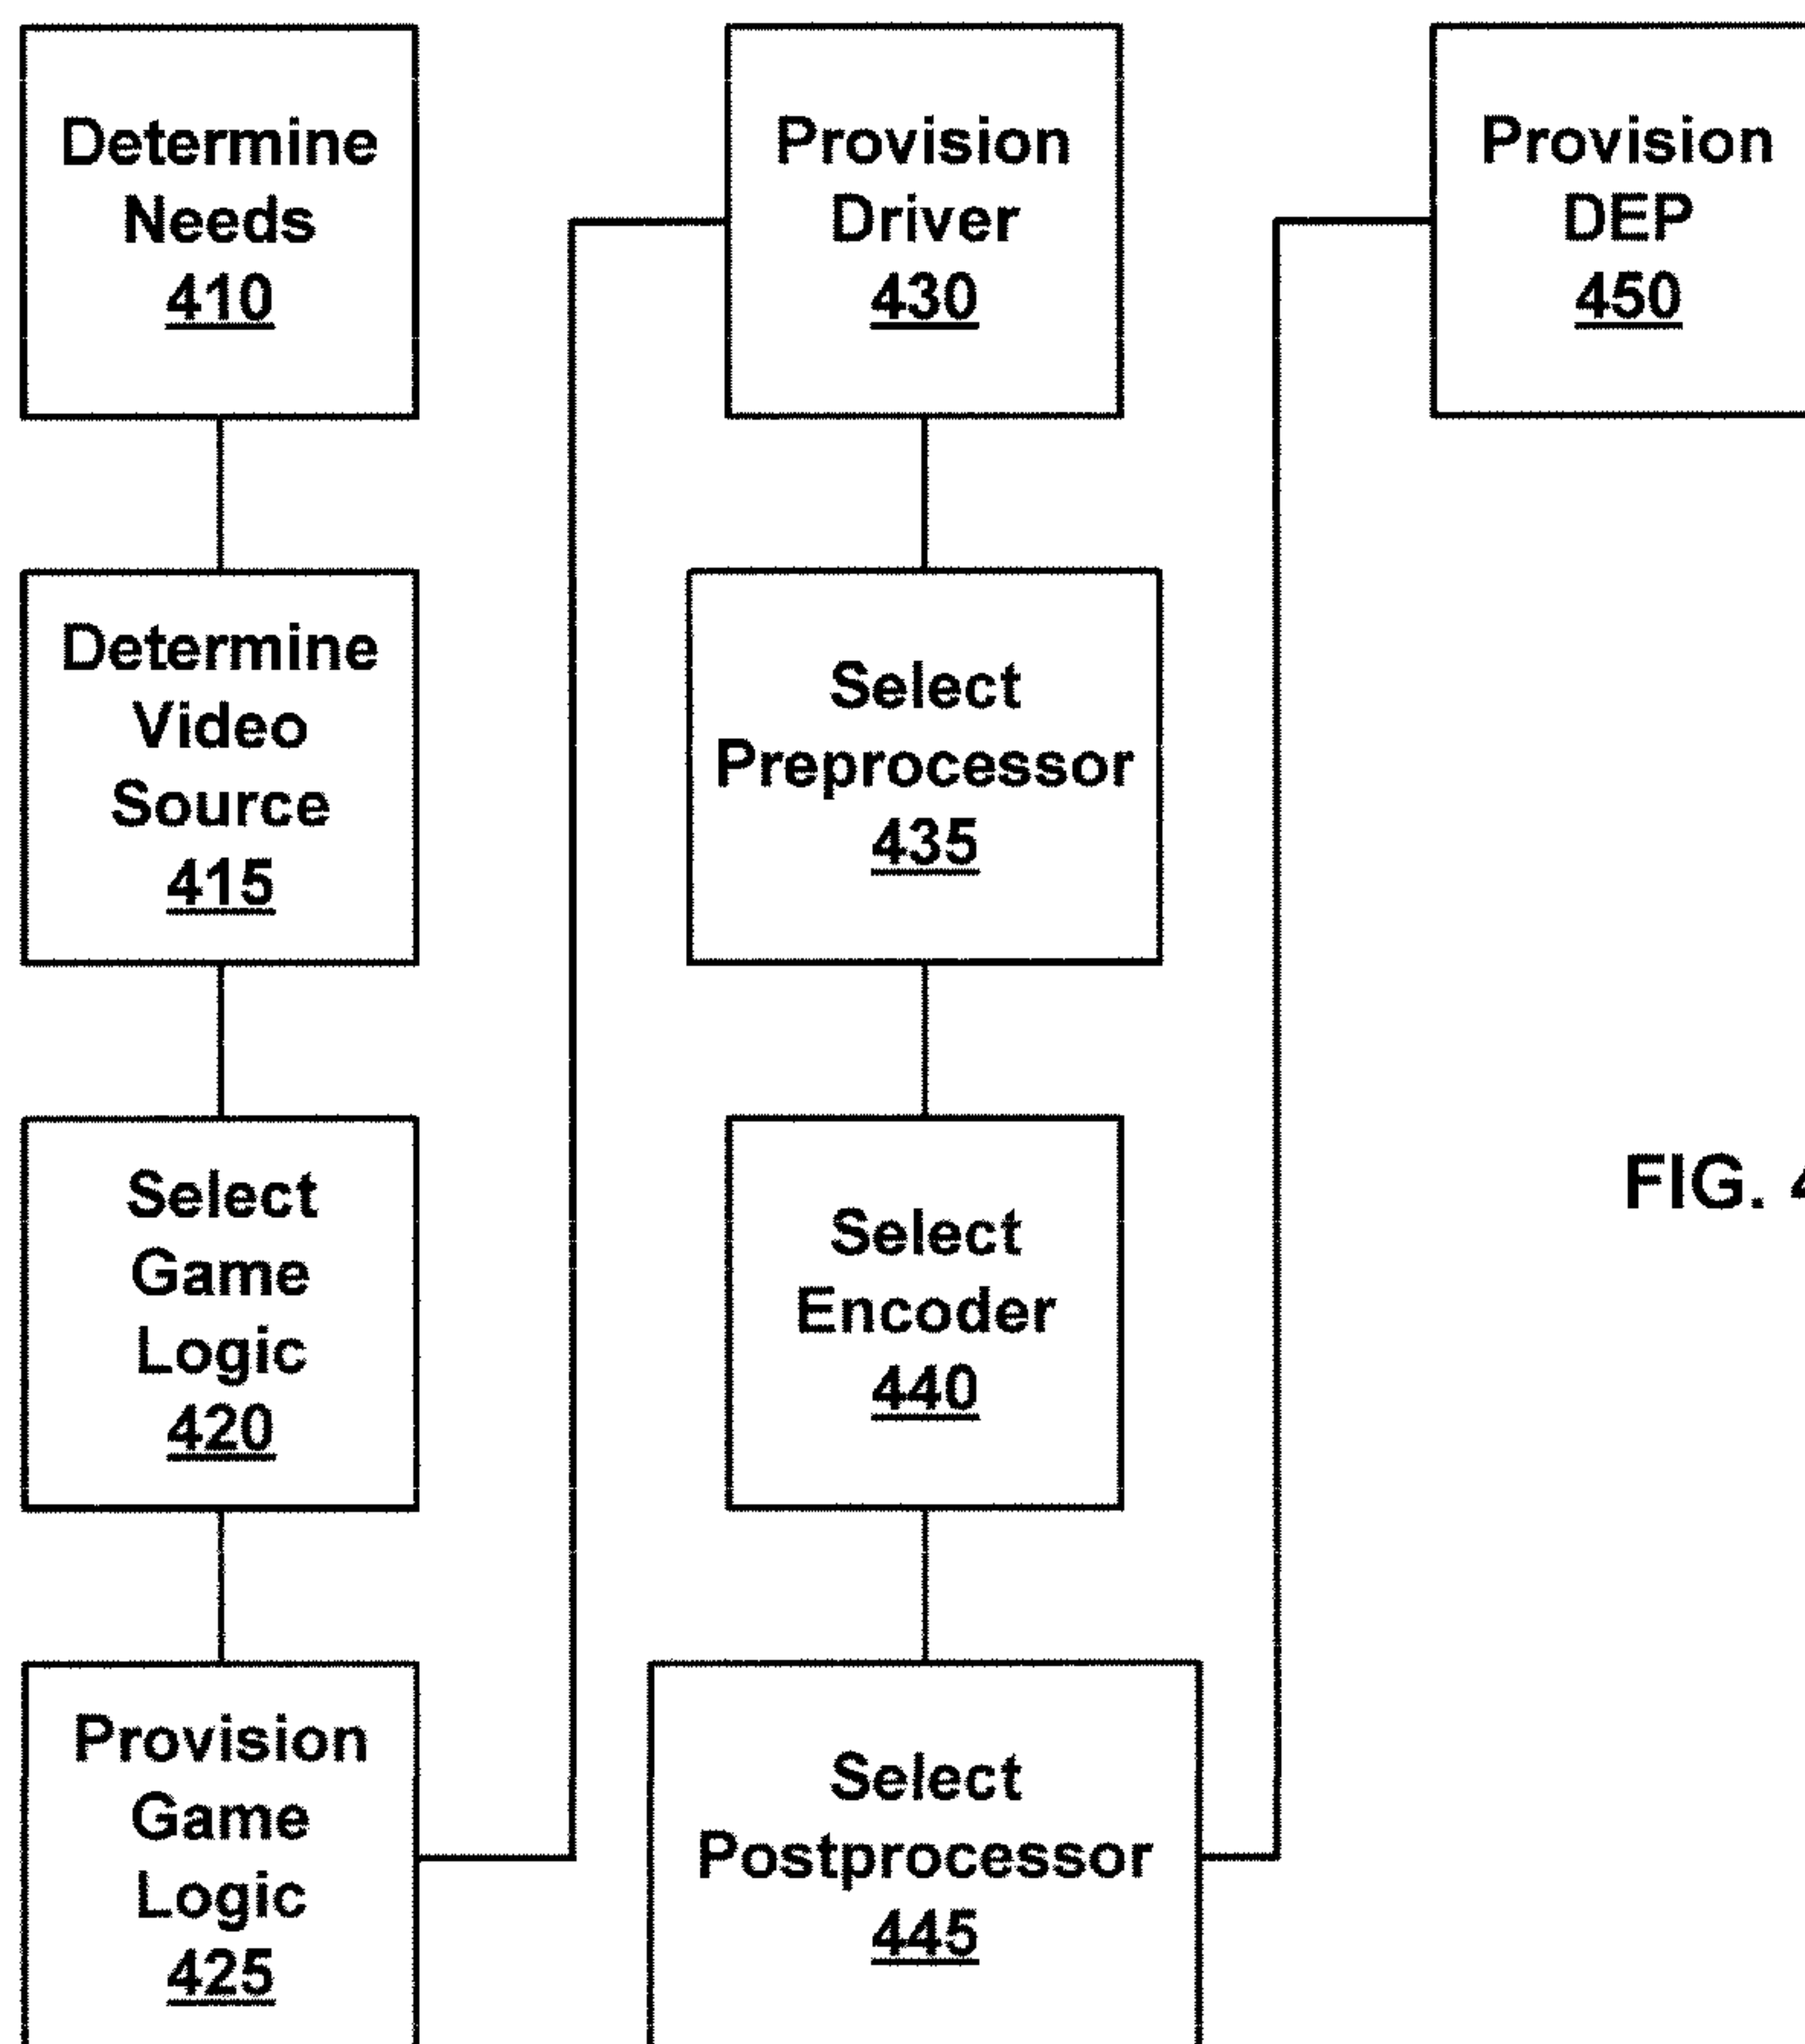 Determine
Needs
410
Determine
Video
Source
415
Select
Game
Logic
420
Provision
Game
Logic
425
Provision
Driver
430
Select
Preprocessor
435
Select
Encoder
440
Select
Postprocessor
445
Provision
DEP
450
FIG. 4